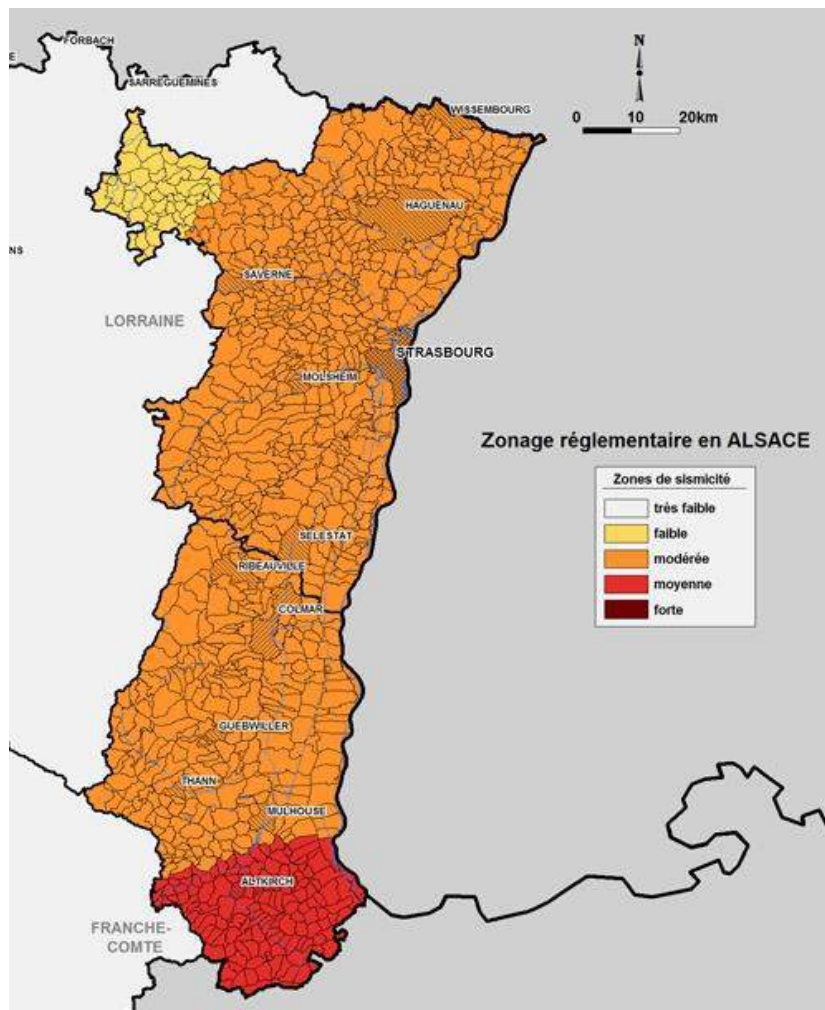 FORBACH
E
SARREGUEMINES
WISSEMBOURG
N
0 10 20km
HAGUENAU
NS
SAVERNE
LORRAINE
STRASBOURG
MOLSHEIM
Zonage réglementaire en ALSACE
Zones de sismicité
très faible
faible
modérée
moyenne
forte
SELESTAT
RIBEAUVILLE
COLMAR
GUEBWILLER
THANN
MULHOUSE
ALTKIRCH
FRANCHE-
COMTE